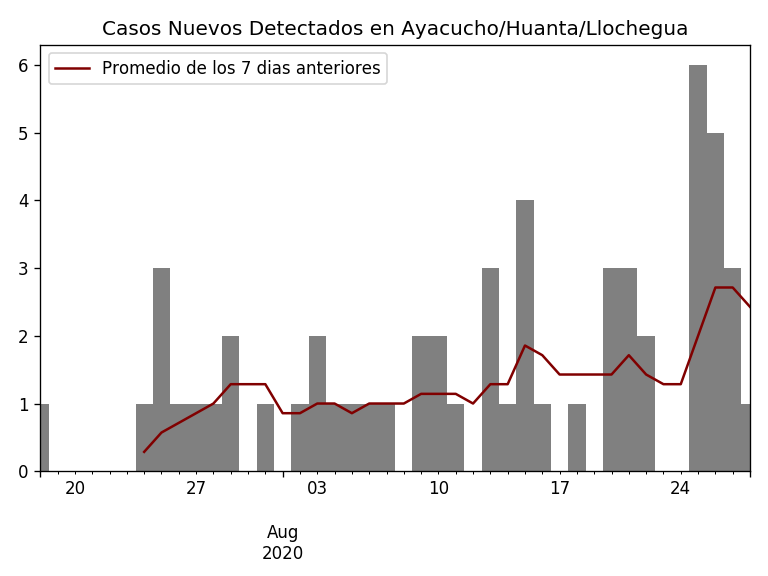 Casos Nuevos Detectados en Ayacucho/Huanta/Llochegua
Promedio de los 7 dias anteriores
6
5
4
3
2
1
0
20 27 03 10 17 24
Aug
2020